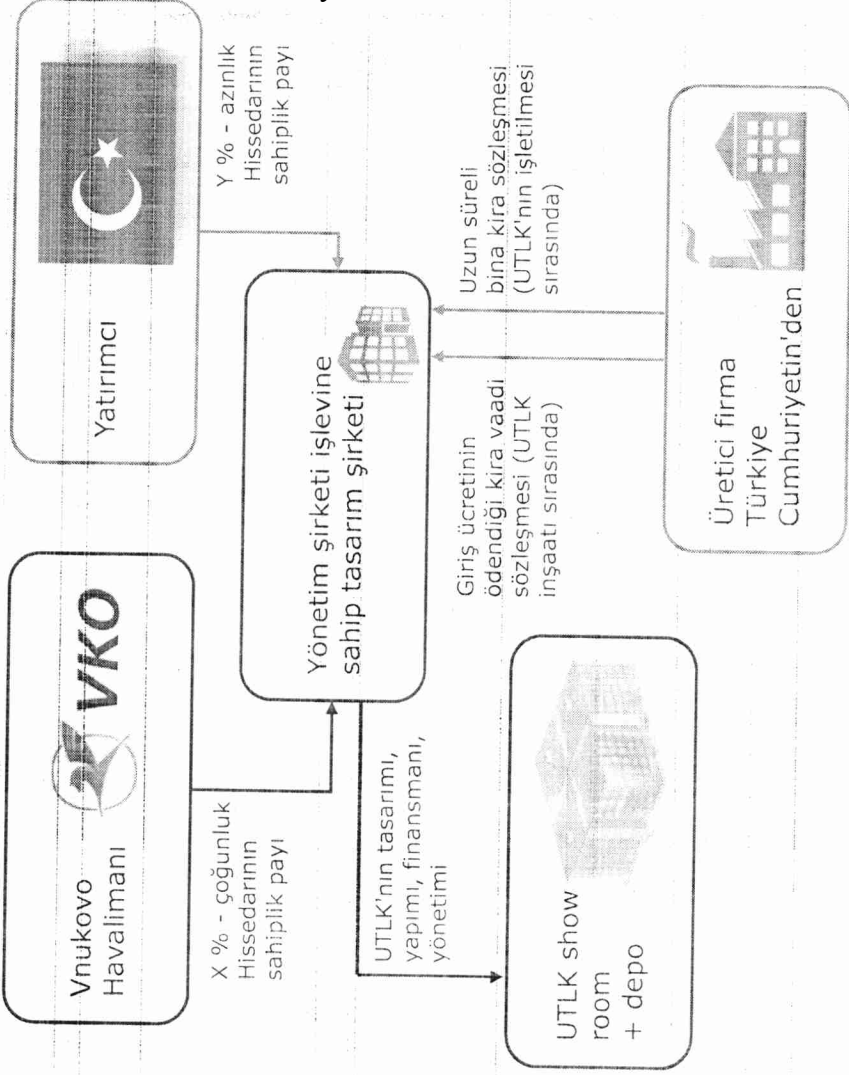 Vnukovo
Havalimanı
VKO
Yatırımcı
X % - çoğunluk
Hissedarının
sahiplik payı
Y % - azınlık
Hissedarının
sahiplik payı
Yönetim şirketi işlevine
sahip tasarım şirketi
UTLK'nın tasarımı,
yapımı, finansmanı,
yönetimi
Giriş ücretinin
ödendiği kira vaadi
sözleşmesi (UTLK
inşaatı sırasında)
Uzun süreli
bina kira sözleşmesi
(UTLK'nın işletilmesi
sırasında)
UTLK show
room
+ depo
Üretici firma
Türkiye
Cumhuriyetin'den